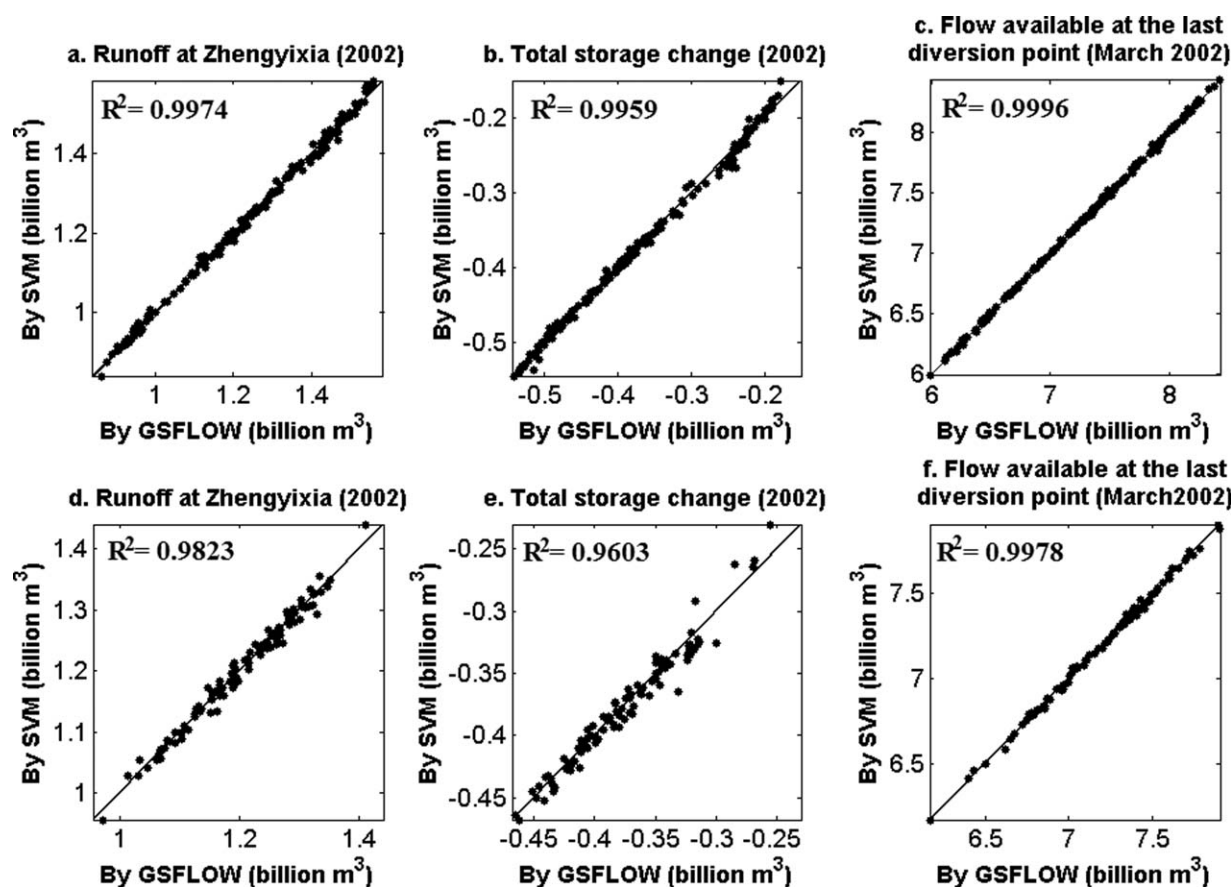 a. Runoff at Zhengyixia (2002)
R²= 0.9974
By SVM (billion m³)
1.4
1.2
1
1
1.2
1.4
By GSFLOW (billion m³)
b. Total storage change (2002)
R²= 0.9959
By SVM (billion m³)
-0.2
-0.3
-0.4
-0.5
-0.5
-0.4
-0.3
-0.2
By GSFLOW (billion m³)
c. Flow available at the last
diversion point (March 2002)
R²= 0.9996
By SVM (billion m³)
8
7.5
7
6.5
6
6
7
8
By GSFLOW (billion m³)
d. Runoff at Zhengyixia (2002)
R²= 0.9823
By SVM (billion m³)
1.4
1.3
1.2
1.1
1
1
1.2
1.4
By GSFLOW (billion m³)
e. Total storage change (2002)
R²= 0.9603
By SVM (billion m³)
-0.25
-0.3
-0.35
-0.4
-0.45
-0.45
-0.4
-0.35
-0.3
-0.25
By GSFLOW (billion m³)
f. Flow available at the last
diversion point (March2002)
R²= 0.9978
By SVM (billion m³)
7.5
7
6.5
6.5
7
7.5
By GSFLOW (billion m³)